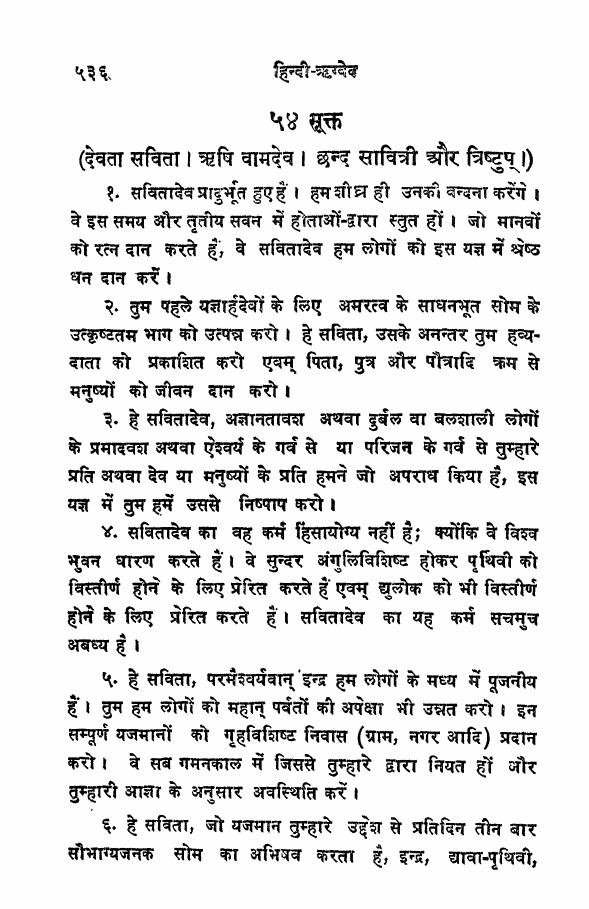 ५३६
हिन्दी-ऋग्वेद
५४ सूक्त
(देवता सविता । ऋषि वामदेव । छन्द सावित्री और त्रिष्टुप् ।)
१. सवितादेव प्रादुर्भूत हुए हैं । हम शीघ्र ही उनकी वन्दना करेंगे ।
वे इस समय और तृतीय सवन में होताओं-द्वारा स्तुत हों । जो मानवों
को रत्न दान करते हैं, वे सवितादेव हम लोगों को इस यज्ञ में श्रेष्ठ
धन दान करें ।
२. तुम पहले यज्ञार्हदेवों के लिए अमरत्व के साधनभूत सोम के
उत्कृष्टतम भाग को उत्पन्न करो । हे सविता, उसके अनन्तर तुम हव्य-
दाता को प्रकाशित करो एवम् पिता, पुत्र और पौत्रादि क्रम से
मनुष्यों को जीवन दान करो ।
३. हे सवितादेव, अज्ञानतावश अथवा दुर्बल वा बलशाली लोगों
के प्रमादवश अथवा ऐश्वर्य के गर्व से या परिजन के गर्व से तुम्हारे
प्रति अथवा देव या मनुष्यों के प्रति हमने जो अपराध किया है, इस
यज्ञ में तुम हमें उससे निष्पाप करो ।
४. सवितादेव का वह कर्म हिंसायोग्य नहीं है; क्योंकि वे विश्व
भुवन धारण करते हैं । वे सुन्दर अंगुलिविशिष्ट होकर पृथिवी को
विस्तीर्ण होने के लिए प्रेरित करते हैं एवम् द्युलोक को भी विस्तीर्ण
होने के लिए प्रेरित करते हैं । सवितादेव का यह कर्म सचमुच
अबध्य है ।
५. हे सविता, परमैश्वर्यवान् इन्द्र हम लोगों के मध्य में पूजनीय
हैं । तुम हम लोगों को महान् पर्वतों की अपेक्षा भी उन्नत करो । इन
सम्पूर्ण यजमानों को गृहविशिष्ट निवास (ग्राम, नगर आदि) प्रदान
करो । वे सब गमनकाल में जिससे तुम्हारे द्वारा नियत हों और
तुम्हारी आज्ञा के अनुसार अवस्थिति करें ।
६. हे सविता, जो यजमान तुम्हारे उद्देश से प्रतिदिन तीन बार
सौभाग्यजनक सोम का अभिषव करता है, इन्द्र, द्यावा-पृथिवी,